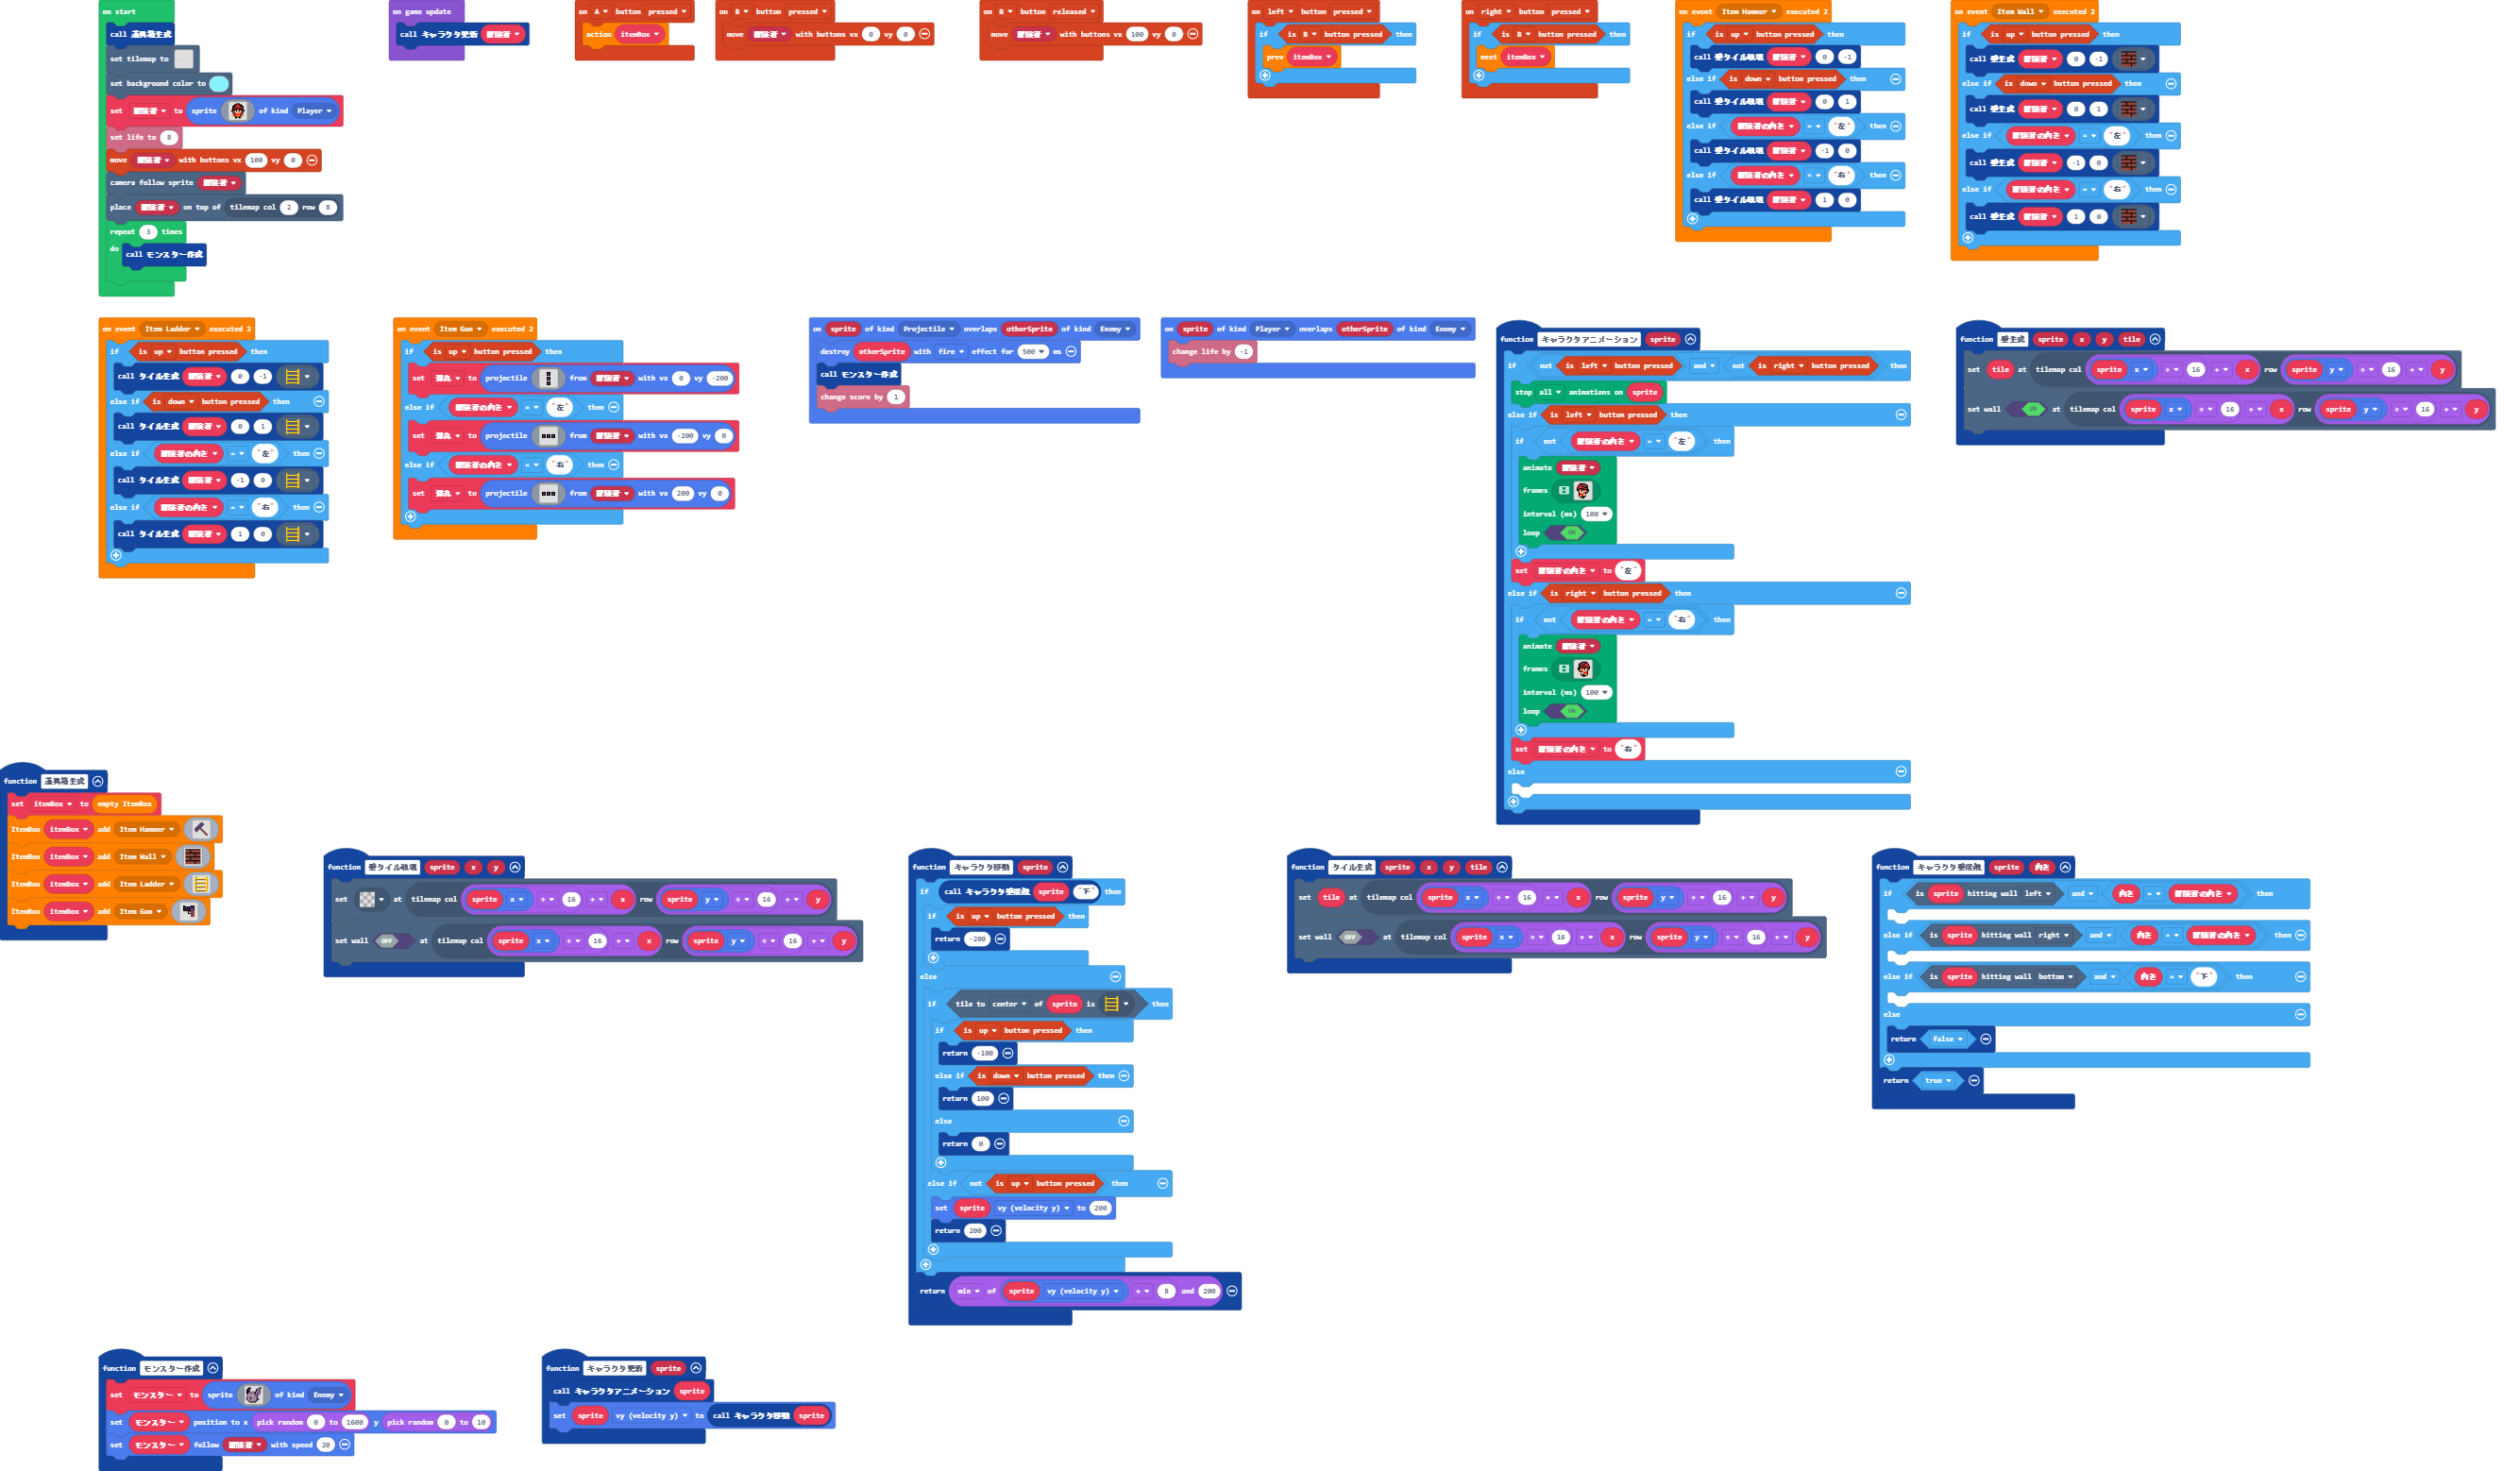 on start
call 道具箱生成
set tilemap to
set background color to
set 冒険者 to sprite of kind Player
set life to 8
move 冒険者 with buttons vx 100 vy 0
camera follow sprite 冒険者
place 冒険者 on top of tilemap col 2 row 8
repeat 3 times
do
call モンスター作成
on game update
call キャラクタ更新 冒険者
on A button pressed
action itemBox
on B button pressed
move 冒険者 with buttons vx 0 vy 0
on B button released
move 冒険者 with buttons vx 100 vy 0
on left button pressed
if is B button pressed then
prev itemBox
on right button pressed
if is B button pressed then
next itemBox
on event Item Hammer executed 2
if is up button pressed then
call 壁タイル破壊 冒険者 0 -1
else if is down button pressed then
call 壁タイル破壊 冒険者 0 1
else if 冒険者の向き = "左" then
call 壁タイル破壊 冒険者 -1 0
else if 冒険者の向き = "右" then
call 壁タイル破壊 冒険者 1 0
on event Item Wall executed 2
if is up button pressed then
call 壁生成 冒険者 0 -1
else if is down button pressed then
call 壁生成 冒険者 0 1
else if 冒険者の向き = "左" then
call 壁生成 冒険者 -1 0
else if 冒険者の向き = "右" then
call 壁生成 冒険者 1 0
on event Item Ladder executed 2
if is up button pressed then
call タイル生成 冒険者 0 -1
else if is down button pressed then
call タイル生成 冒険者 0 1
else if 冒険者の向き = "左" then
call タイル生成 冒険者 -1 0
else if 冒険者の向き = "右" then
call タイル生成 冒険者 1 0
on event Item Gun executed 2
if is up button pressed then
set 弾丸 to projectile from 冒険者 with vx 0 vy -200
else if 冒険者の向き = "左" then
set 弾丸 to projectile from 冒険者 with vx -200 vy 0
else if 冒険者の向き = "右" then
set 弾丸 to projectile from 冒険者 with vx 200 vy 0
on sprite of kind Projectile overlaps otherSprite of kind Enemy
destroy otherSprite with fire effect for 500 ms
call モンスター作成
change score by 1
on sprite of kind Player overlaps otherSprite of kind Enemy
change life by -1
function キャラクタアニメーション sprite
if not is left button pressed and not is right button pressed then
stop all animations on sprite
else if is left button pressed then
if not 冒険者の向き = "左" then
animate 冒険者
frames
interval (ms) 100
loop ON
set 冒険者の向き to "左"
else if is right button pressed then
if not 冒険者の向き = "右" then
animate 冒険者
frames
interval (ms) 100
loop ON
set 冒険者の向き to "右"
else
function 壁生成 sprite x y tile
set tile at tilemap col sprite x ÷ 16 + x row sprite y ÷ 16 + y
set wall ON at tilemap col sprite x ÷ 16 + x row sprite y ÷ 16 + y
function 道具箱生成
set itemBox to empty ItemBox
ItemBox itemBox add Item Hammer
ItemBox itemBox add Item Wall
ItemBox itemBox add Item Ladder
ItemBox itemBox add Item Gun
function 壁タイル破壊 sprite x y
set at tilemap col sprite x ÷ 16 + x row sprite y ÷ 16 + y
set wall OFF at tilemap col sprite x ÷ 16 + x row sprite y ÷ 16 + y
function キャラクタ移動 sprite
if call キャラクタ壁接触 sprite "下" then
if is up button pressed then
return -200
else
if tile to center of sprite is then
if is up button pressed then
return -100
else if is down button pressed then
return 100
else
return 0
else if not is up button pressed then
set sprite vy (velocity y) to 200
return 200
return min of sprite vy (velocity y) + 8 and 200
function タイル生成 sprite x y tile
set tile at tilemap col sprite x ÷ 16 + x row sprite y ÷ 16 + y
set wall OFF at tilemap col sprite x ÷ 16 + x row sprite y ÷ 16 + y
function キャラクタ壁接触 sprite 向き
if is sprite hitting wall left and 向き = 冒険者の向き then
else if is sprite hitting wall right and 向き = 冒険者の向き then
else if is sprite hitting wall bottom and 向き = "下" then
else
return false
return true
function モンスター作成
set モンスター to sprite of kind Enemy
set モンスター position to x pick random 0 to 1600 y pick random 0 to 10
set モンスター follow 冒険者 with speed 20
function キャラクタ更新 sprite
call キャラクタアニメーション sprite
set sprite vy (velocity y) to call キャラクタ移動 sprite